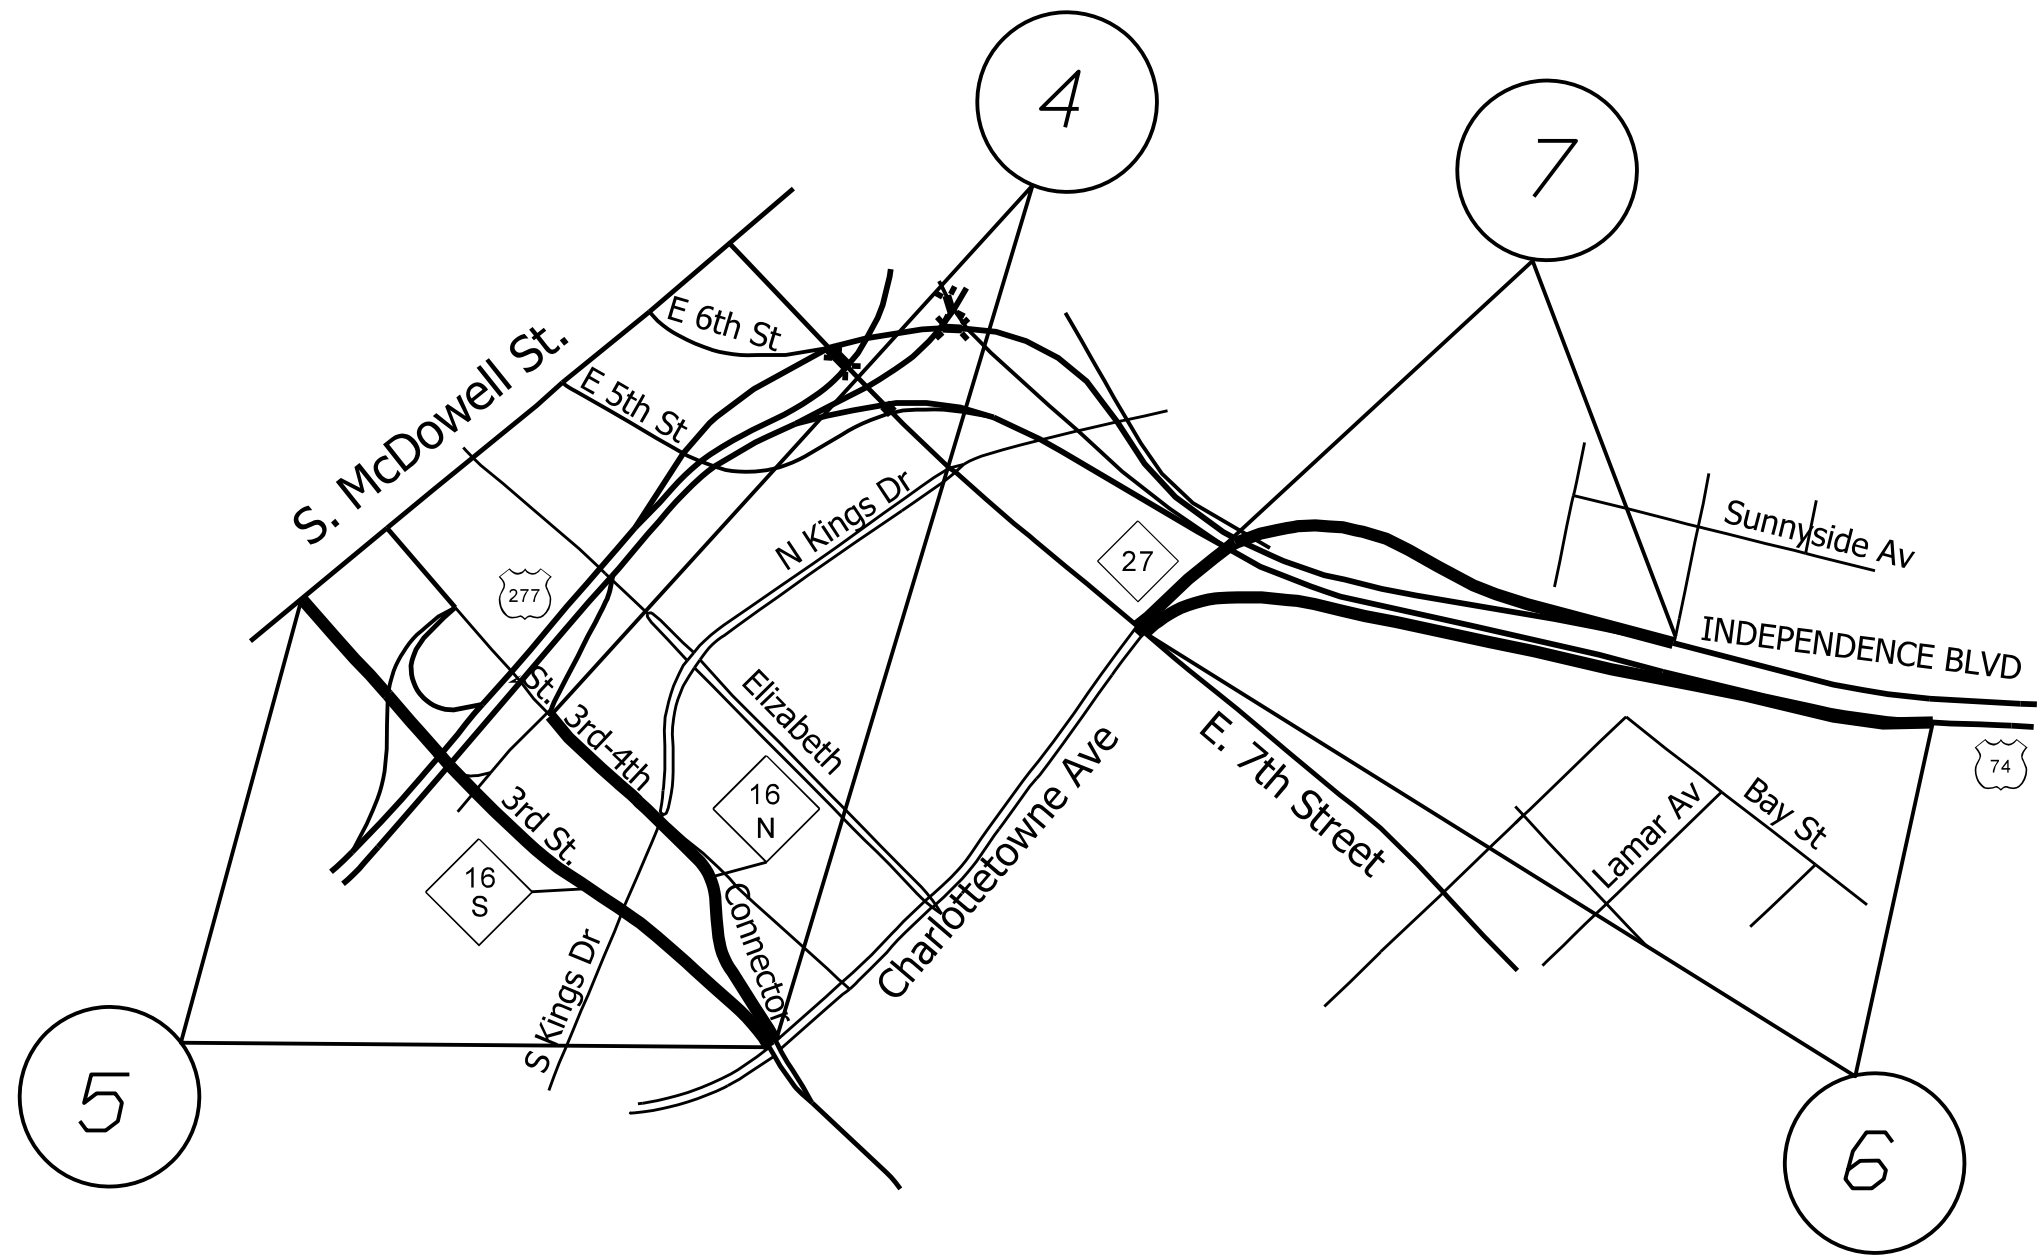 4
7
E 6th St
S. McDowell St.
E 5th St
N Kings Dr
Sunnyside Av
27
277
INDEPENDENCE BLVD
St.
3rd-4th
Elizabeth
Charlottetowne Ave
E. 7th Street
74
16
N
Lamar Av
Bay St
3rd St.
16
S
Connector
S Kings Dr
5
6